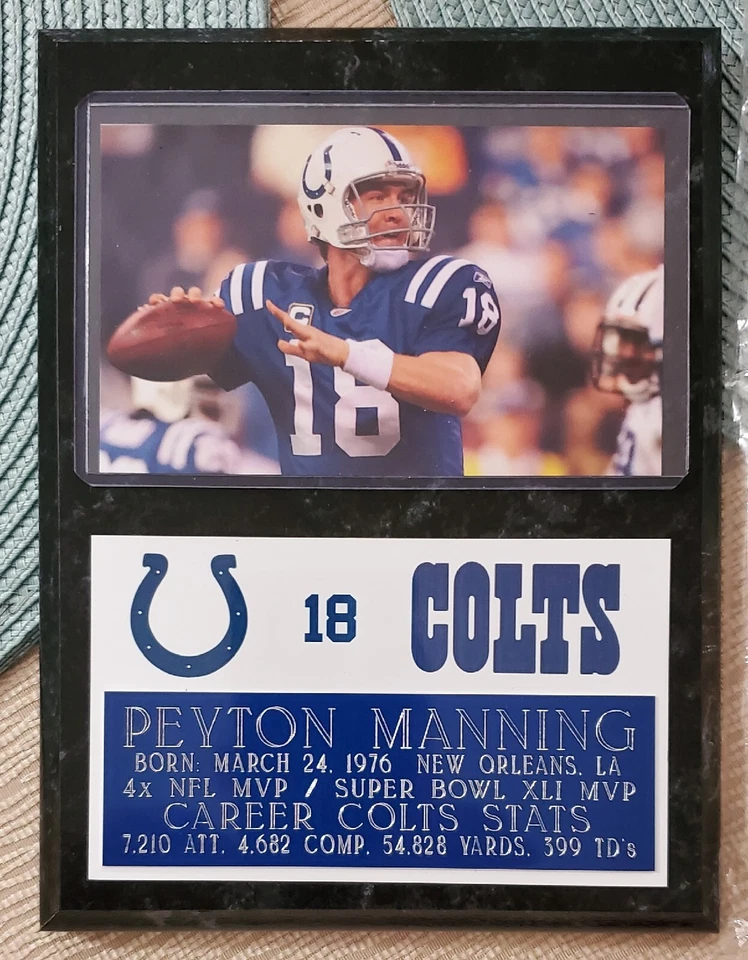 18
C
18
18 COLTS
PEYTON MANNING
BORN: MARCH 24, 1976 NEW ORLEANS, LA
4x NFL MVP / SUPER BOWL XLI MVP
CAREER COLTS STATS
7,210 ATT. 4,682 COMP. 54,828 YARDS. 399 TD's